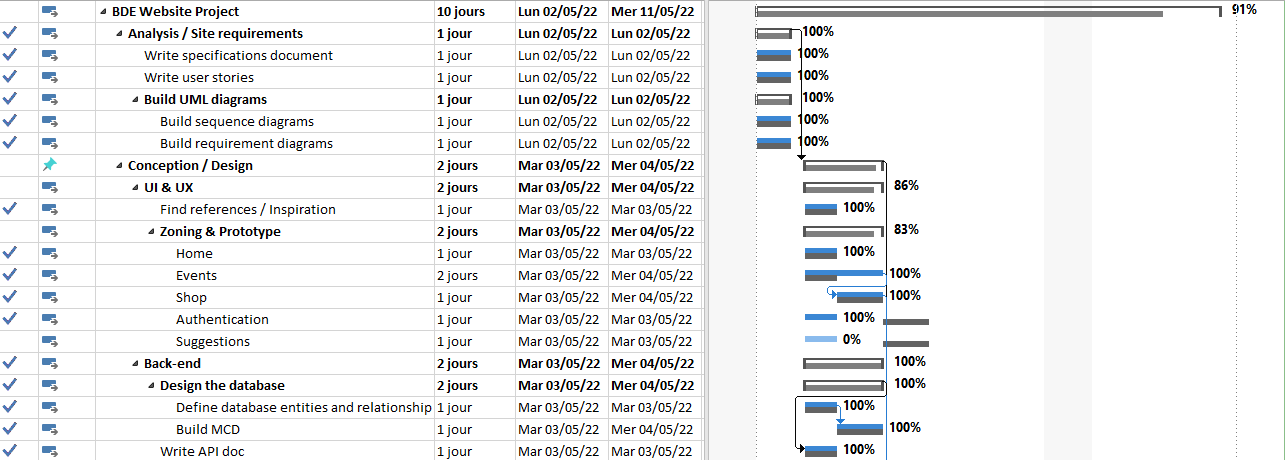 BDE Website Project 10 jours Lun 02/05/22 Mer 11/05/22 91%
Analysis / Site requirements 1 jour Lun 02/05/22 Lun 02/05/22 100%
Write specifications document 1 jour Lun 02/05/22 Lun 02/05/22 100%
Write user stories 1 jour Lun 02/05/22 Lun 02/05/22 100%
Build UML diagrams 1 jour Lun 02/05/22 Lun 02/05/22 100%
Build sequence diagrams 1 jour Lun 02/05/22 Lun 02/05/22 100%
Build requirement diagrams 1 jour Lun 02/05/22 Lun 02/05/22 100%
Conception / Design 2 jours Mar 03/05/22 Mer 04/05/22
UI & UX 2 jours Mar 03/05/22 Mer 04/05/22 86%
Find references / Inspiration 1 jour Mar 03/05/22 Mar 03/05/22 100%
Zoning & Prototype 2 jours Mar 03/05/22 Mer 04/05/22 83%
Home 1 jour Mar 03/05/22 Mar 03/05/22 100%
Events 2 jours Mar 03/05/22 Mer 04/05/22 100%
Shop 1 jour Mar 03/05/22 Mer 04/05/22 100%
Authentication 1 jour Mar 03/05/22 Mar 03/05/22 100%
Suggestions 1 jour Mar 03/05/22 Mar 03/05/22 0%
Back-end 2 jours Mar 03/05/22 Mer 04/05/22 100%
Design the database 2 jours Mar 03/05/22 Mer 04/05/22 100%
Define database entities and relationship 1 jour Mar 03/05/22 Mar 03/05/22 100%
Build MCD 1 jour Mar 03/05/22 Mer 04/05/22 100%
Write API doc 1 jour Mar 03/05/22 Mar 03/05/22 100%